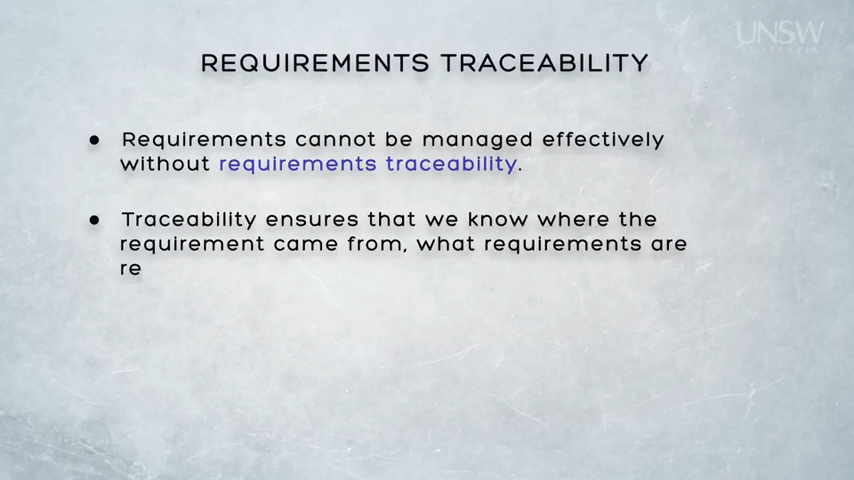 UNSW
AUSTRALIA
REQUIREMENTS TRACEABILITY
● Requirements cannot be managed effectively
without requirements traceability.
● Traceability ensures that we know where the
requirement came from, what requirements are
re